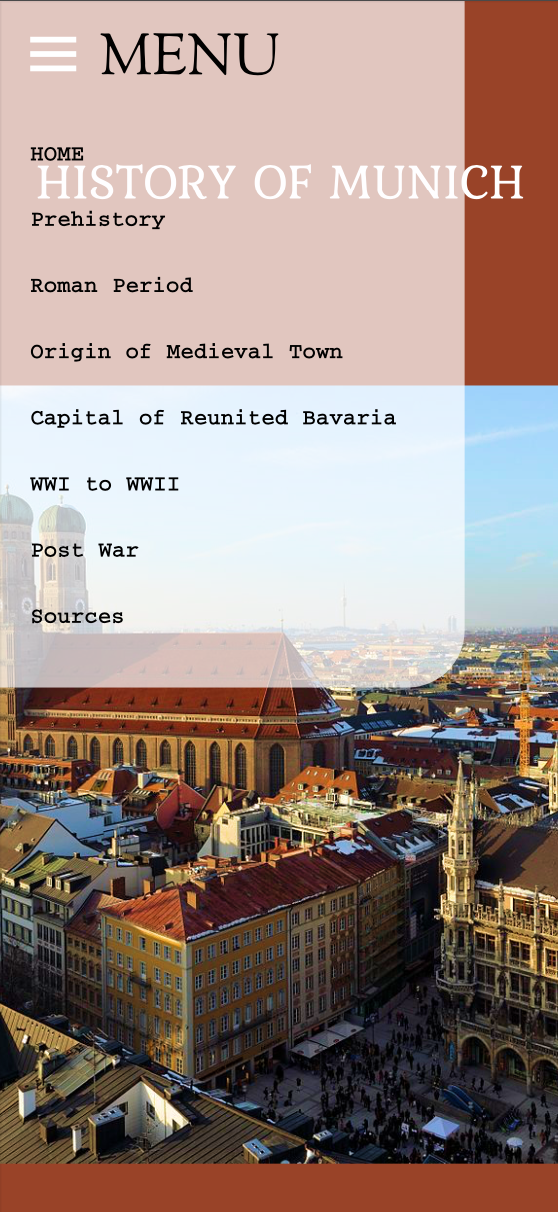 MENU
HOME
HISTORY OF MUNICH
Prehistory
Roman Period
Origin of Medieval Town
Capital of Reunited Bavaria
WWI to WWII
Post War
Sources